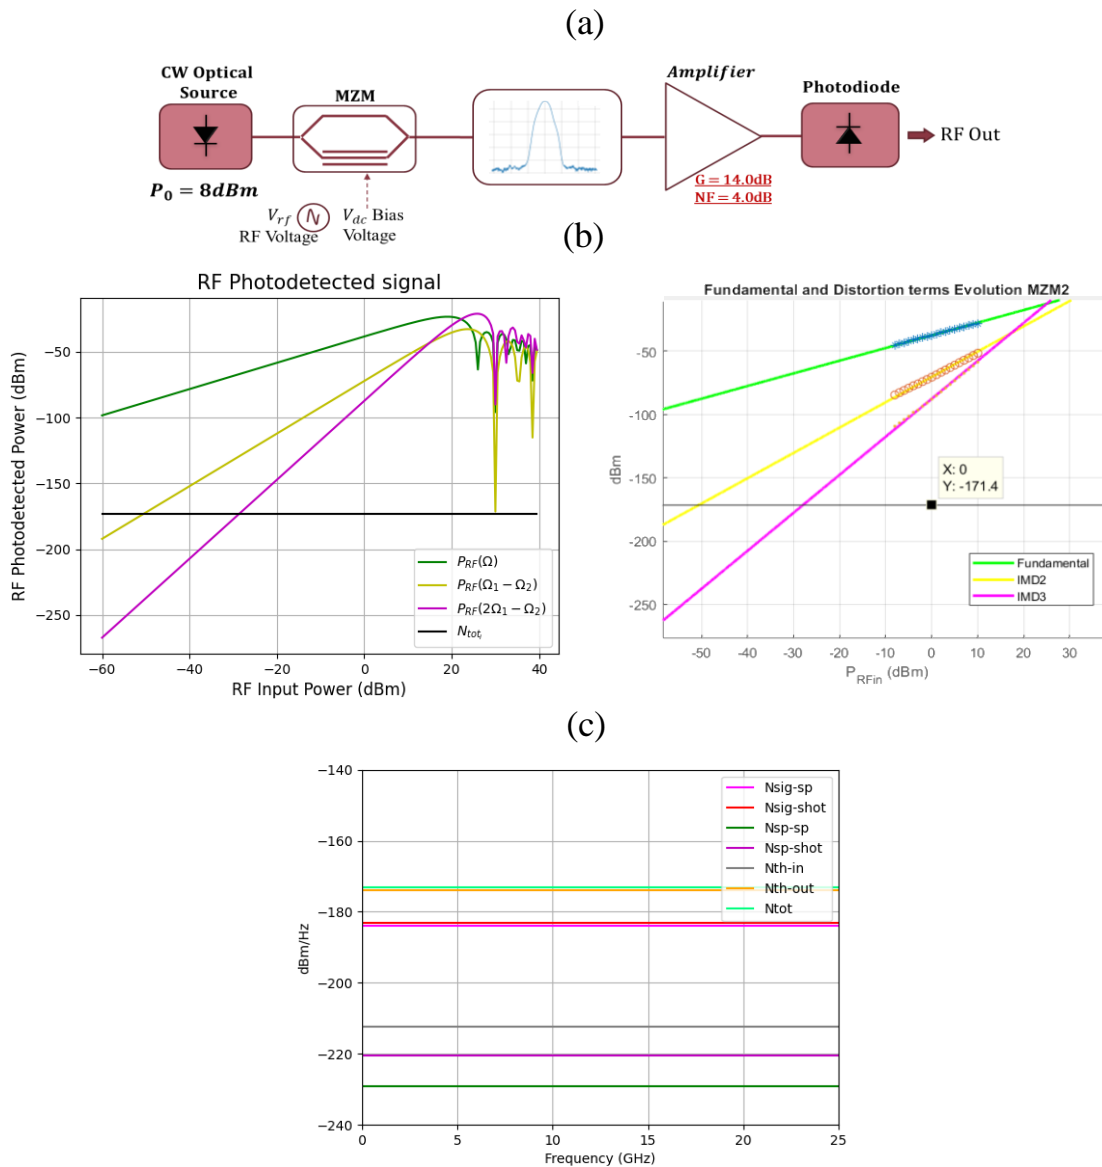 (a)
CW Optical
Source
P₀ = 8dBm
MZM
V_rf
RF Voltage
N
V_dc Bias
Voltage
Amplifier
G = 14.0dB
NF = 4.0dB
Photodiode
RF Out
(b)
RF Photodetected signal
RF Photodetected Power (dBm)
−50
−100
−150
−200
−250
−60
−40
−20
0
20
40
RF Input Power (dBm)
P_RF(Ω)
P_RF(Ω₁ − Ω₂)
P_RF(2Ω₁ − Ω₂)
N_tot_i
Fundamental and Distortion terms Evolution MZM2
dBm
-50
-100
-150
-200
-250
X: 0
Y: -171.4
Fundamental
IMD2
IMD3
-50
-40
-30
-20
-10
0
10
20
30
P_RFin (dBm)
(c)
dBm/Hz
−140
−160
−180
−200
−220
−240
Nsig-sp
Nsig-shot
Nsp-sp
Nsp-shot
Nth-in
Nth-out
Ntot
0
5
10
15
20
25
Frequency (GHz)